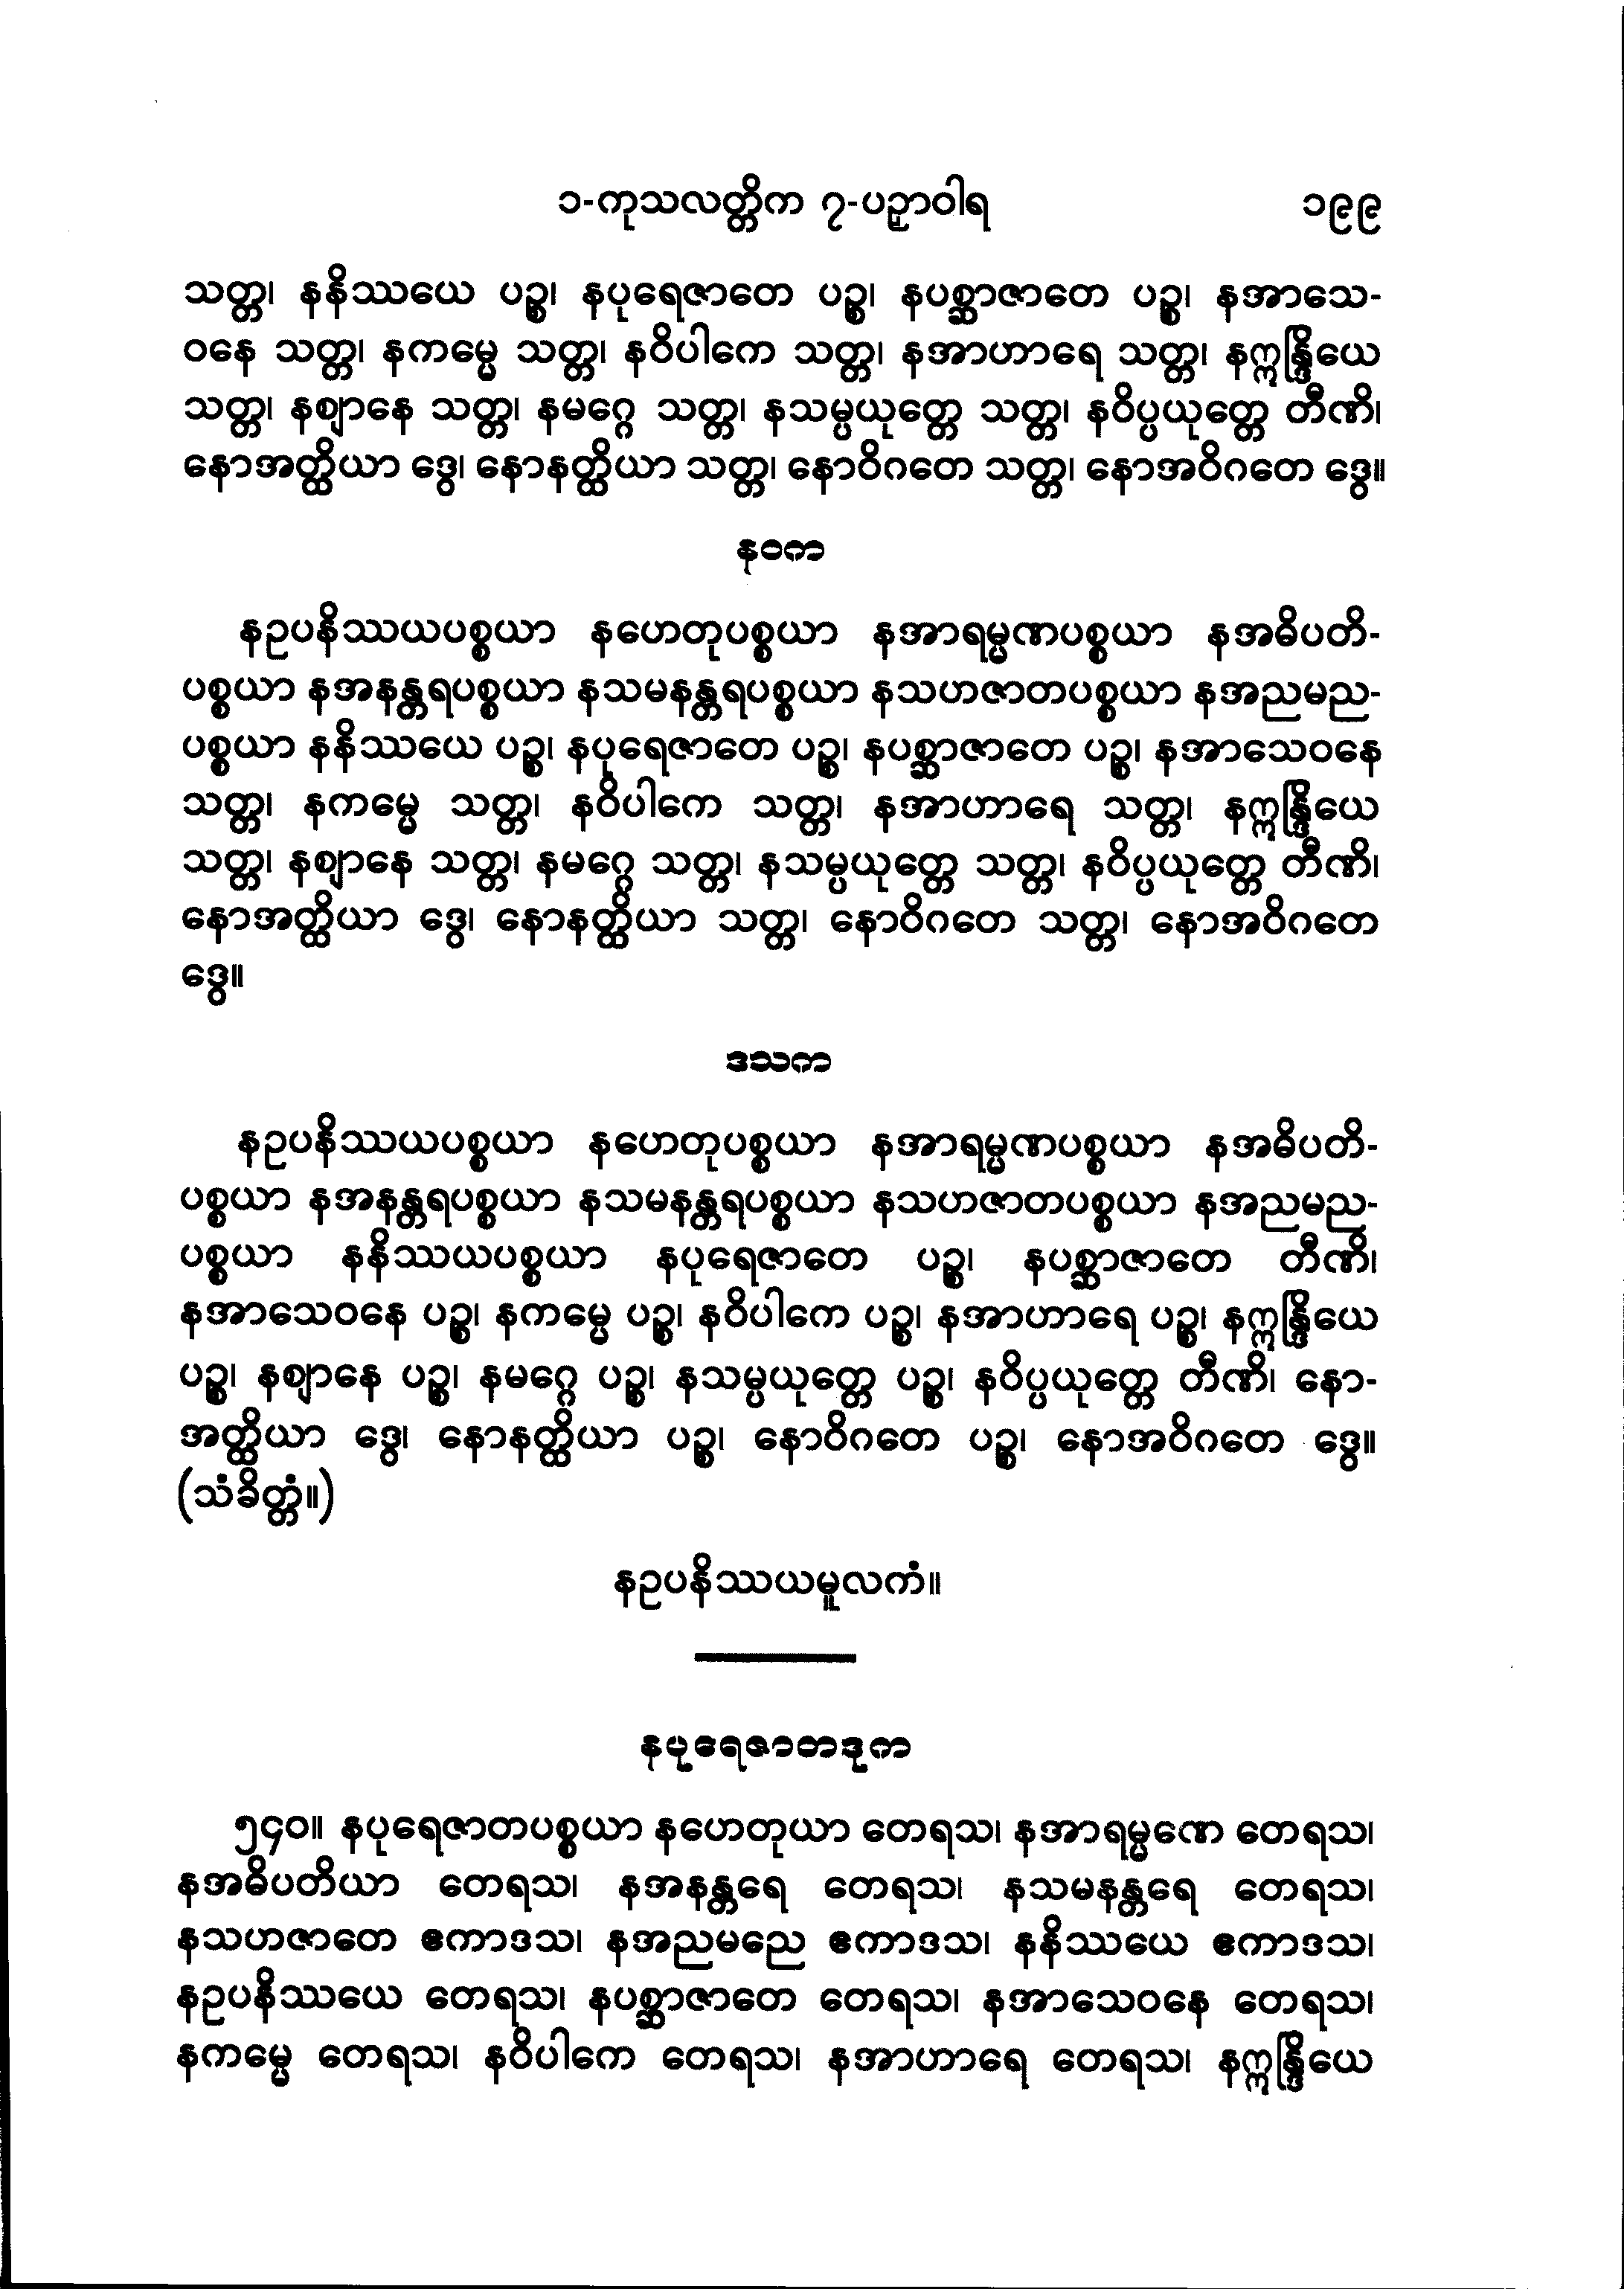 ၁-ကုသလတ္တိက ၇-ပဉှာဝါရ ၁၉၉
သတ္တ၊ နနိဿယေ ပဉ္စ၊ နပုရေဇာတေ ပဉ္စ၊ နပစ္ဆာဇာတေ ပဉ္စ၊ နအာသေ-
ဝနေ သတ္တ၊ နကမ္မေ သတ္တ၊ နဝိပါကေ သတ္တ၊ နအာဟာရေ သတ္တ၊ နဣန္ဒြိယေ
သတ္တ၊ နဈာနေ သတ္တ၊ နမဂ္ဂေ သတ္တ၊ နသမ္ပယုတ္တေ သတ္တ၊ နဝိပ္ပယုတ္တေ တီဏိ၊
နောအတ္ထိယာ ဒွေ၊ နောနတ္ထိယာ သတ္တ၊ နောဝိဂတေ သတ္တ၊ နောအဝိဂတေ ဒွေ။
နဝက
နဥပနိဿယပစ္စယာ နဟေတုပစ္စယာ နအာရမ္မဏပစ္စယာ နအဓိပတိ-
ပစ္စယာ နအနန္တရပစ္စယာ နသမနန္တရပစ္စယာ နသဟဇာတပစ္စယာ နအညမည-
ပစ္စယာ နနိဿယေ ပဉ္စ၊ နပုရေဇာတေ ပဉ္စ၊ နပစ္ဆာဇာတေ ပဉ္စ၊ နအာသေဝနေ
သတ္တ၊ နကမ္မေ သတ္တ၊ နဝိပါကေ သတ္တ၊ နအာဟာရေ သတ္တ၊ နဣန္ဒြိယေ
သတ္တ၊ နဈာနေ သတ္တ၊ နမဂ္ဂေ သတ္တ၊ နသမ္ပယုတ္တေ သတ္တ၊ နဝိပ္ပယုတ္တေ တီဏိ၊
နောအတ္ထိယာ ဒွေ၊ နောနတ္ထိယာ သတ္တ၊ နောဝိဂတေ သတ္တ၊ နောအဝိဂတေ
ဒွေ။
ဒသက
နဥပနိဿယပစ္စယာ နဟေတုပစ္စယာ နအာရမ္မဏပစ္စယာ နအဓိပတိ-
ပစ္စယာ နအနန္တရပစ္စယာ နသမနန္တရပစ္စယာ နသဟဇာတပစ္စယာ နအညမည-
ပစ္စယာ နနိဿယပစ္စယာ နပုရေဇာတေ ပဉ္စ၊ နပစ္ဆာဇာတေ တီဏိ၊
နအာသေဝနေ ပဉ္စ၊ နကမ္မေ ပဉ္စ၊ နဝိပါကေ ပဉ္စ၊ နအာဟာရေ ပဉ္စ၊ နဣန္ဒြိယေ
ပဉ္စ၊ နဈာနေ ပဉ္စ၊ နမဂ္ဂေ ပဉ္စ၊ နသမ္ပယုတ္တေ ပဉ္စ၊ နဝိပ္ပယုတ္တေ တီဏိ၊ နော-
အတ္ထိယာ ဒွေ၊ နောနတ္ထိယာ ပဉ္စ၊ နောဝိဂတေ ပဉ္စ၊ နောအဝိဂတေ ဒွေ။
(သံခိတ္တံ။)
နဥပနိဿယမူလကံ။
နပုရေဇာတဒုက
၅၄၀။ နပုရေဇာတပစ္စယာ နဟေတုယာ တေရသ၊ နအာရမ္မဏေ တေရသ၊
နအဓိပတိယာ တေရသ၊ နအနန္တရေ တေရသ၊ နသမနန္တရေ တေရသ၊
နသဟဇာတေ ဧကာဒသ၊ နအညမညေ ဧကာဒသ၊ နနိဿယေ ဧကာဒသ၊
နဥပနိဿယေ တေရသ၊ နပစ္ဆာဇာတေ တေရသ၊ နအာသေဝနေ တေရသ၊
နကမ္မေ တေရသ၊ နဝိပါကေ တေရသ၊ နအာဟာရေ တေရသ၊ နဣန္ဒြိယေ